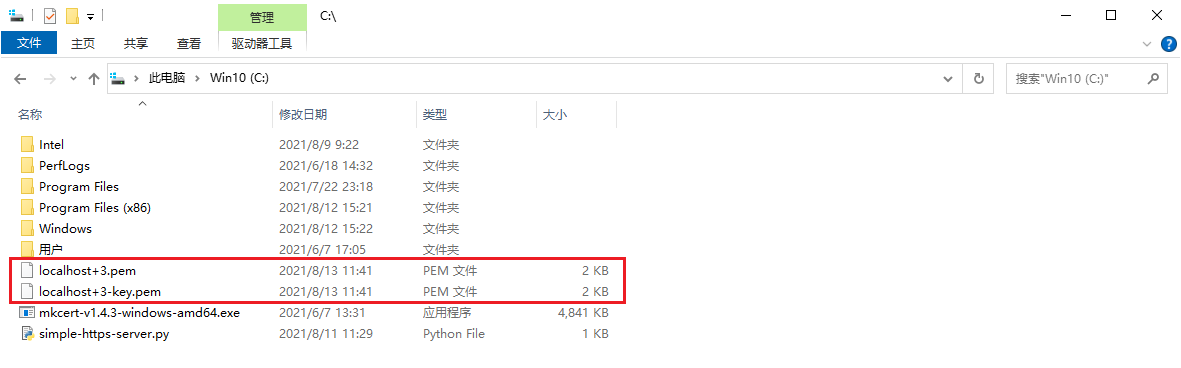 管理 C:\
文件 主页 共享 查看 驱动器工具
此电脑 Win10 (C:) 搜索"Win10 (C:)"
名称 修改日期 类型 大小
Intel 2021/8/9 9:22 文件夹
PerfLogs 2021/6/18 14:32 文件夹
Program Files 2021/7/22 23:18 文件夹
Program Files (x86) 2021/8/12 15:21 文件夹
Windows 2021/8/12 15:22 文件夹
用户 2021/6/7 17:05 文件夹
localhost+3.pem 2021/8/13 11:41 PEM 文件 2 KB
localhost+3-key.pem 2021/8/13 11:41 PEM 文件 2 KB
mkcert-v1.4.3-windows-amd64.exe 2021/6/7 13:31 应用程序 4,841 KB
simple-https-server.py 2021/8/11 11:29 Python File 1 KB